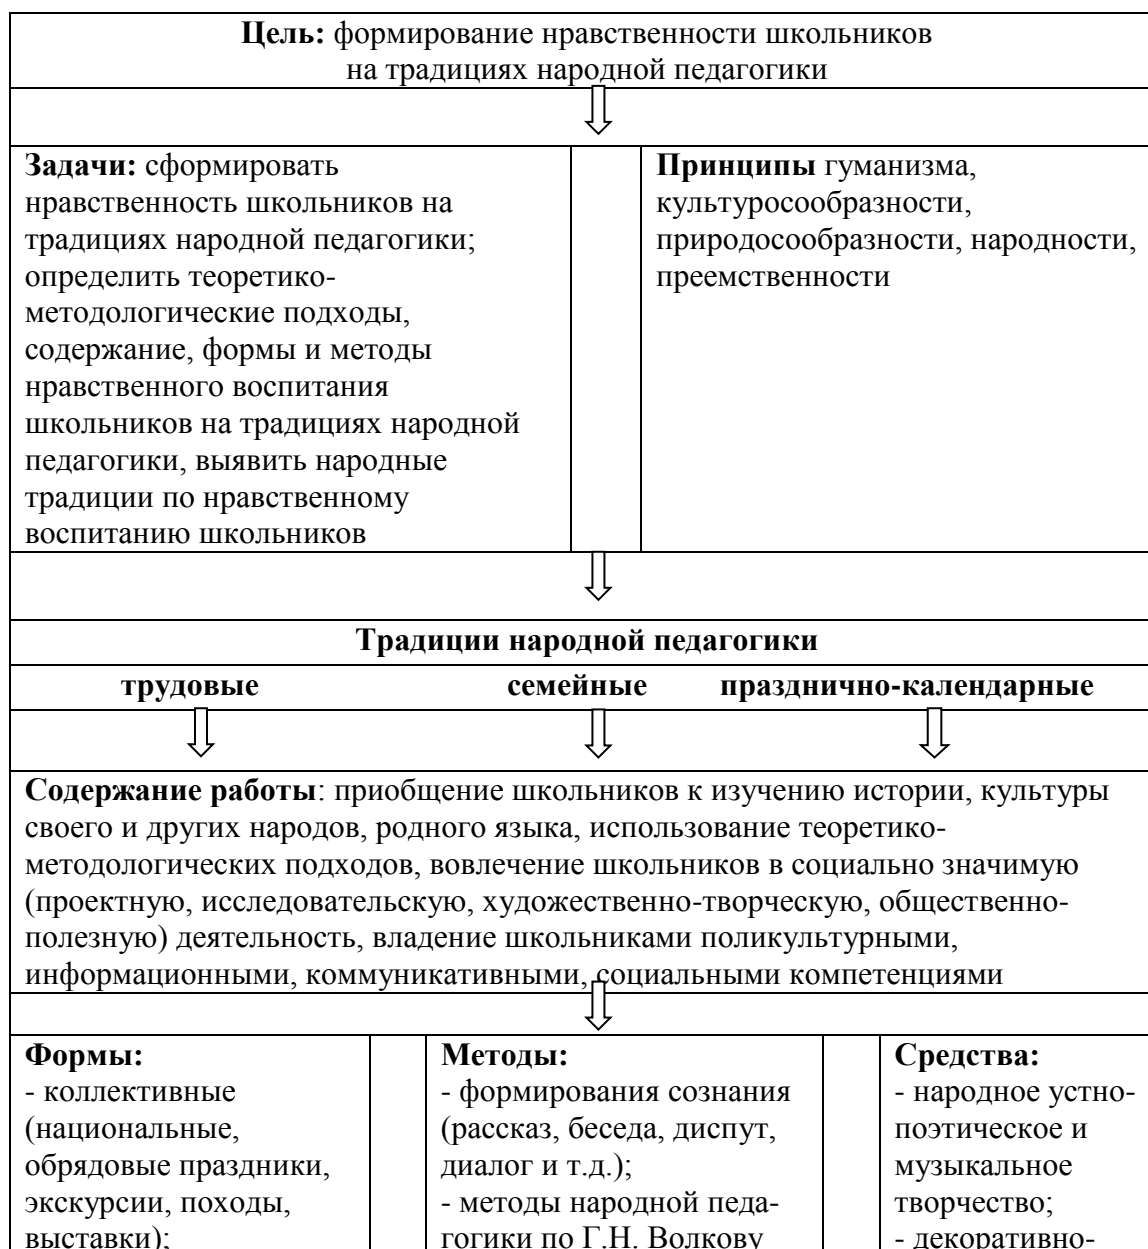 Цель: формирование нравственности школьников
на традициях народной педагогики
Задачи: сформировать
нравственность школьников на
традициях народной педагогики;
определить теоретико-
методологические подходы,
содержание, формы и методы
нравственного воспитания
школьников на традициях народной
педагогики, выявить народные
традиции по нравственному
воспитанию школьников
Принципы гуманизма,
культуросообразности,
природосообразности, народности,
преемственности
Традиции народной педагогики
трудовые семейные празднично-календарные
Содержание работы: приобщение школьников к изучению истории, культуры
своего и других народов, родного языка, использование теоретико-
методологических подходов, вовлечение школьников в социально значимую
(проектную, исследовательскую, художественно-творческую, общественно-
полезную) деятельность, владение школьниками поликультурными,
информационными, коммуникативными, социальными компетенциями
Формы:
- коллективные
(национальные,
обрядовые праздники,
экскурсии, походы,
выставки);
Методы:
- формирования сознания
(рассказ, беседа, диспут,
диалог и т.д.);
- методы народной педа-
гогики по Г.Н. Волкову
Средства:
- народное устно-
поэтическое и
музыкальное
творчество;
- декоративно-